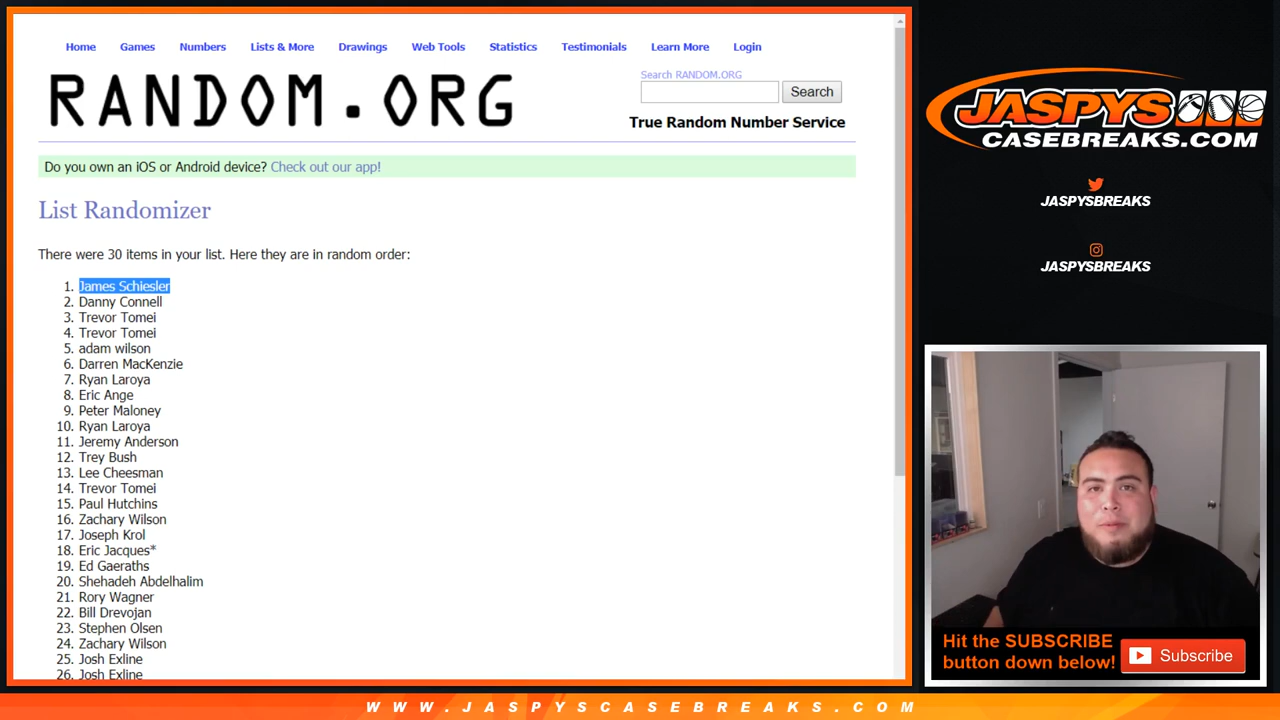 Home Games Numbers Lists & More Drawings Web Tools Statistics Testimonials Learn More Login
RANDOM.ORG
Search RANDOM.ORG
Search
True Random Number Service
Do you own an iOS or Android device? Check out our app!
List Randomizer
There were 30 items in your list. Here they are in random order:
1. James Schiesler
2. Danny Connell
3. Trevor Tomei
4. Trevor Tomei
5. adam wilson
6. Darren MacKenzie
7. Ryan Laroya
8. Eric Ange
9. Peter Maloney
10. Ryan Laroya
11. Jeremy Anderson
12. Trey Bush
13. Lee Cheesman
14. Trevor Tomei
15. Paul Hutchins
16. Zachary Wilson
17. Joseph Krol
18. Eric Jacques*
19. Ed Gaeraths
20. Shehadeh Abdelhalim
21. Rory Wagner
22. Bill Drevojan
23. Stephen Olsen
24. Zachary Wilson
25. Josh Exline
26. Josh Exline
JASPYS
CASEBREAKS.COM
JASPYSBREAKS
JASPYSBREAKS
Hit the SUBSCRIBE
button down below!
Subscribe
WWW.JASPYSCASEBREAKS.COM